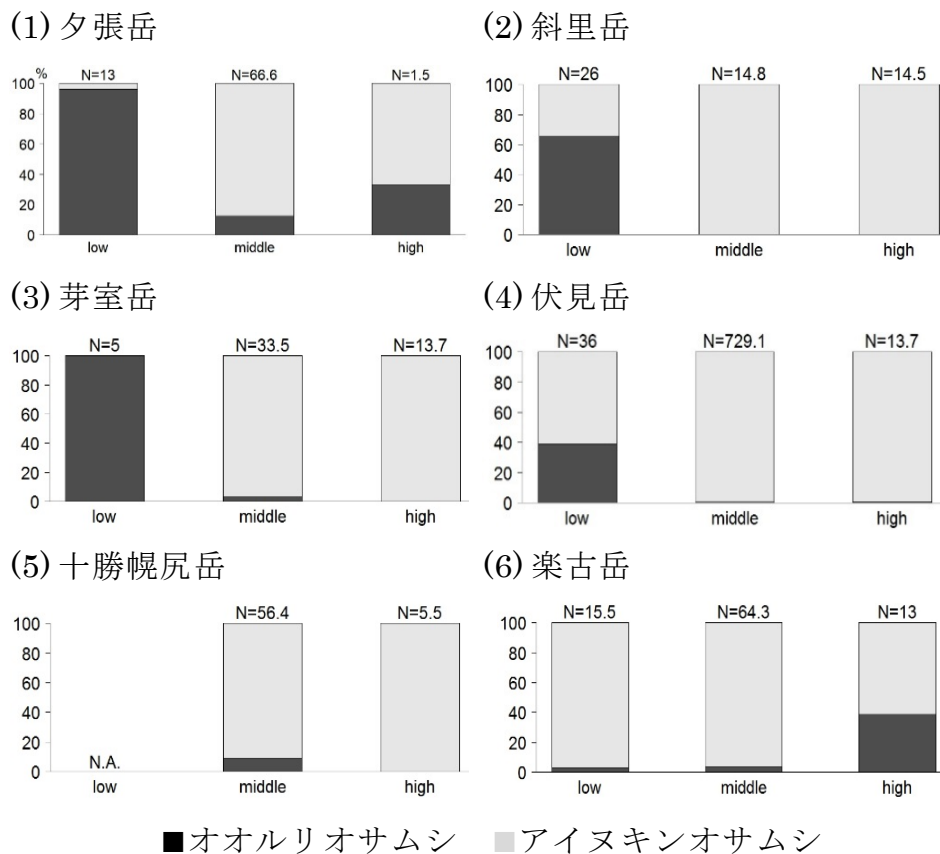 (1) 夕張岳
(2) 斜里岳
% N=13 N=66.6 N=1.5
100
80
60
40
20
0
low middle high
N=26 N=14.8 N=14.5
100
80
60
40
20
0
low middle high
(3) 芽室岳
(4) 伏見岳
N=5 N=33.5 N=13.7
100
80
60
40
20
0
low middle high
N=36 N=729.1 N=13.7
100
80
60
40
20
0
low middle high
(5) 十勝幌尻岳
(6) 楽古岳
N=56.4 N=5.5
100
80
60
40
20
0
N.A.
low middle high
N=15.5 N=64.3 N=13
100
80
60
40
20
0
low middle high
■オオルリオサムシ ■アイヌキンオサムシ